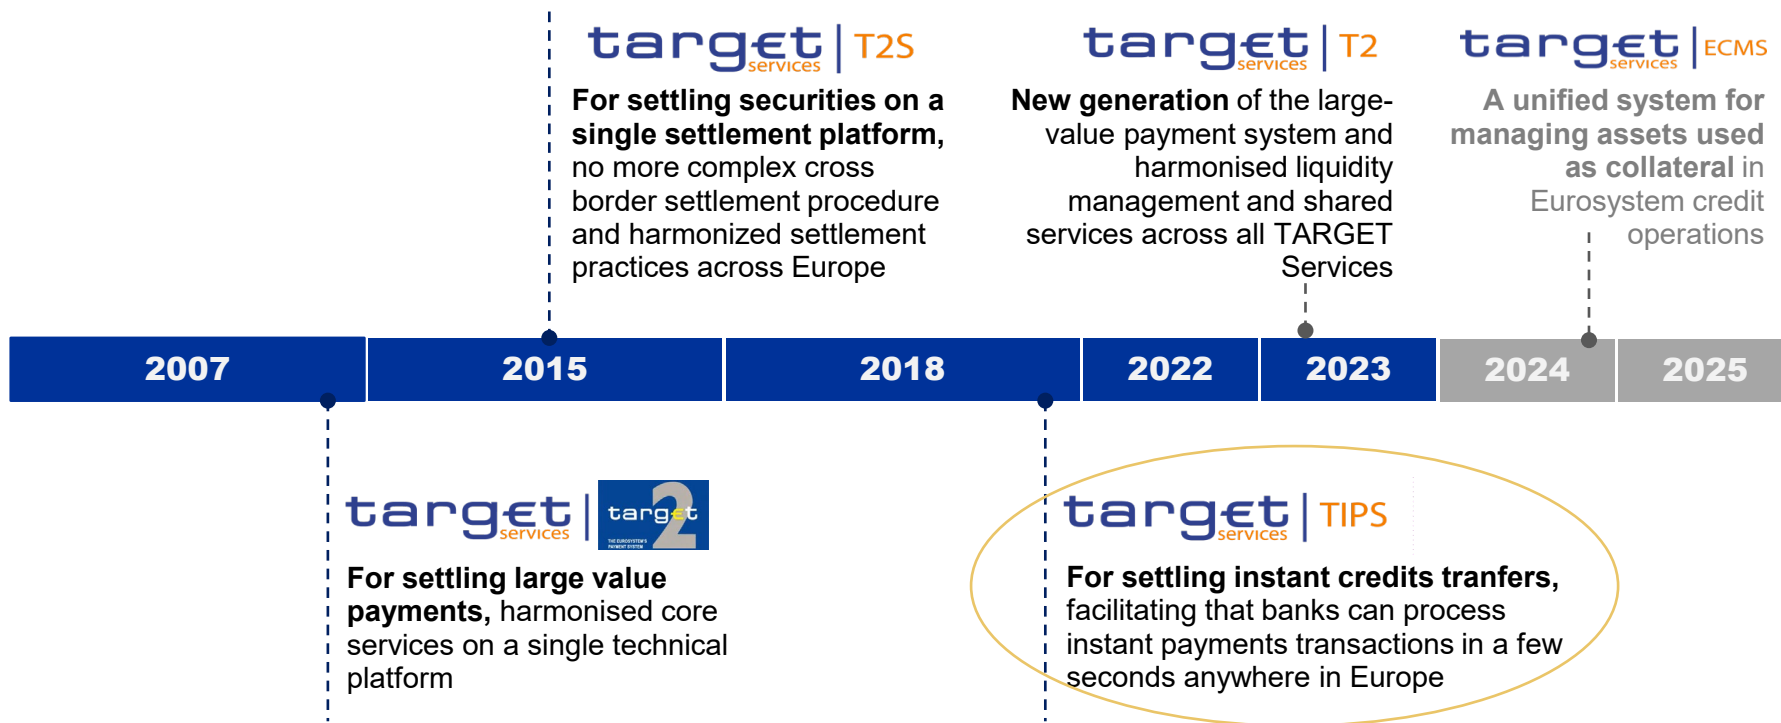 target | T2S
services
For settling securities on a
single settlement platform,
no more complex cross
border settlement procedure
and harmonized settlement
practices across Europe
target | T2
services
New generation of the large-
value payment system and
harmonised liquidity
management and shared
services across all TARGET
Services
target | ECMS
services
A unified system for
managing assets used
as collateral in
Eurosystem credit
operations
2007
2015
2018
2022
2023
2024
2025
target
services
2
target
THE EUROSYSTEM'S
PAYMENT SYSTEM
For settling large value
payments, harmonised core
services on a single technical
platform
target | TIPS
services
For settling instant credits tranfers,
facilitating that banks can process
instant payments transactions in a few
seconds anywhere in Europe